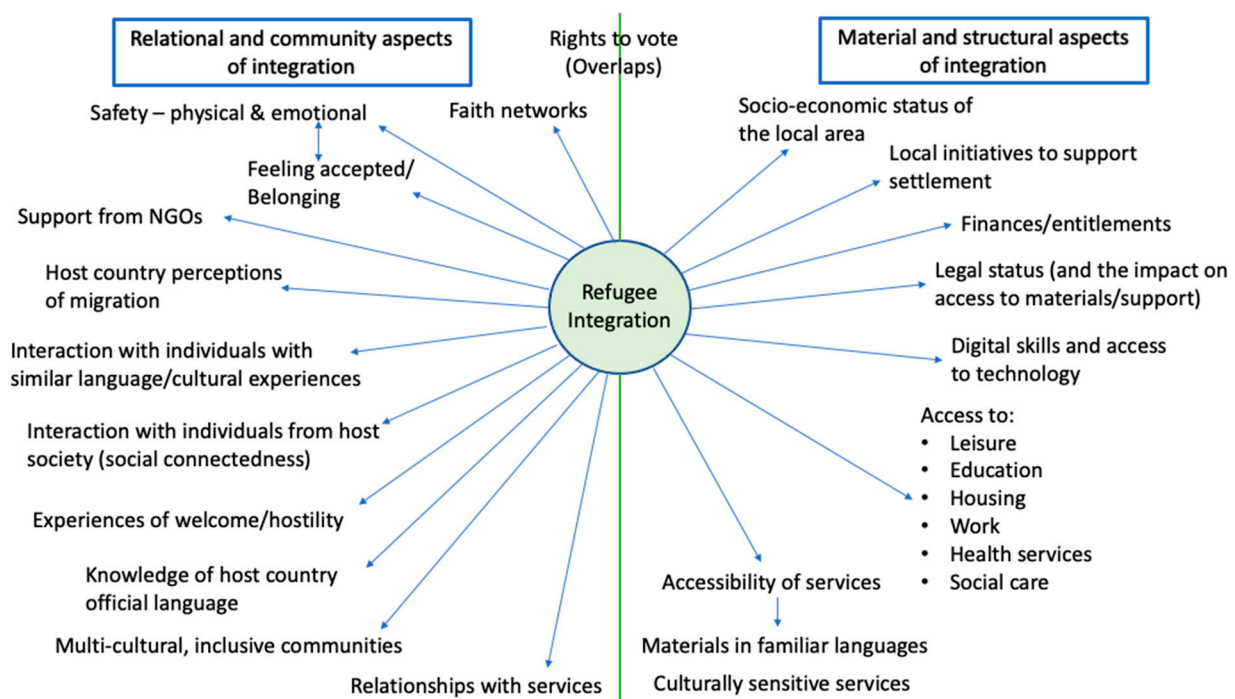 Relational and community aspects
of integration
Rights to vote
(Overlaps)
Material and structural aspects
of integration
Safety – physical & emotional
Feeling accepted/
Belonging
Support from NGOs
Host country perceptions
of migration
Interaction with individuals with
similar language/cultural experiences
Interaction with individuals from host
society (social connectedness)
Experiences of welcome/hostility
Knowledge of host country
official language
Multi-cultural, inclusive communities
Relationships with services
Faith networks
Refugee
Integration
Socio-economic status of
the local area
Local initiatives to support
settlement
Finances/entitlements
Legal status (and the impact on
access to materials/support)
Digital skills and access
to technology
Access to:
• Leisure
• Education
• Housing
• Work
• Health services
• Social care
Accessibility of services
Materials in familiar languages
Culturally sensitive services